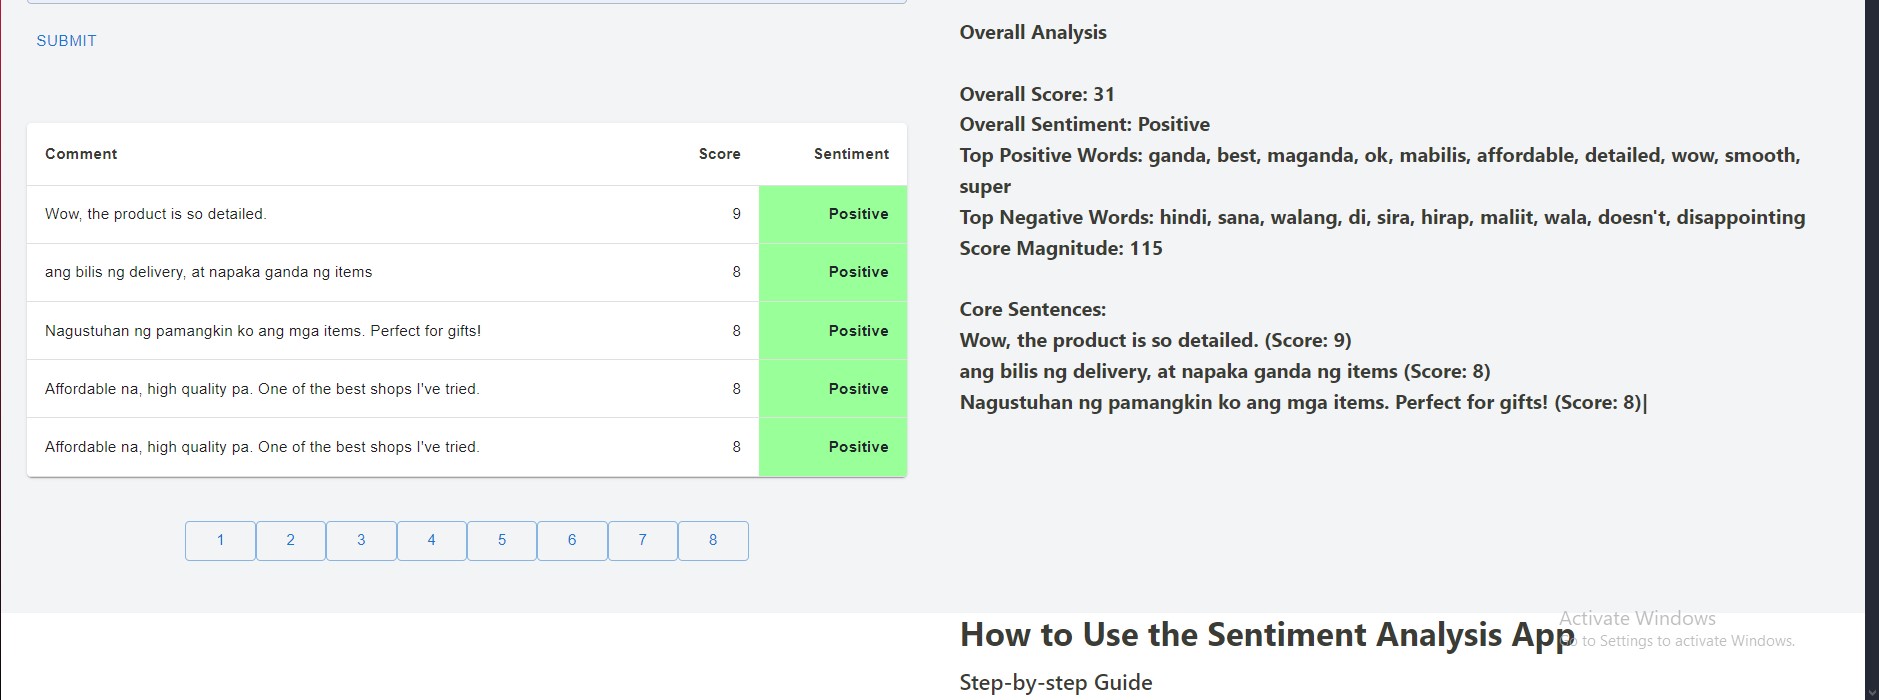 SUBMIT
Comment Score Sentiment
Wow, the product is so detailed. 9 Positive
ang bilis ng delivery, at napaka ganda ng items 8 Positive
Nagustuhan ng pamangkin ko ang mga items. Perfect for gifts! 8 Positive
Affordable na, high quality pa. One of the best shops I've tried. 8 Positive
Affordable na, high quality pa. One of the best shops I've tried. 8 Positive
1 2 3 4 5 6 7 8
Overall Analysis
Overall Score: 31
Overall Sentiment: Positive
Top Positive Words: ganda, best, maganda, ok, mabilis, affordable, detailed, wow, smooth,
super
Top Negative Words: hindi, sana, walang, di, sira, hirap, maliit, wala, doesn't, disappointing
Score Magnitude: 115
Core Sentences:
Wow, the product is so detailed. (Score: 9)
ang bilis ng delivery, at napaka ganda ng items (Score: 8)
Nagustuhan ng pamangkin ko ang mga items. Perfect for gifts! (Score: 8)|
How to Use the Sentiment Analysis App
Step-by-step Guide
Activate Windows
Go to Settings to activate Windows.